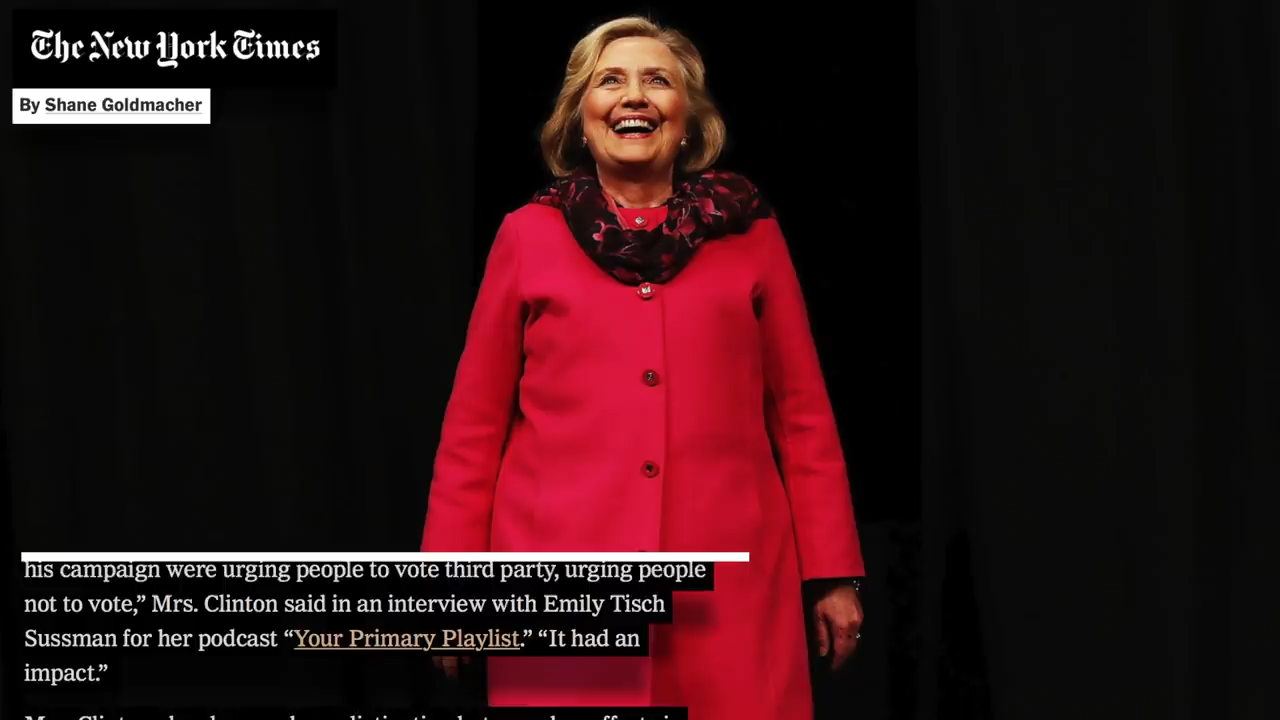 The New York Times
By Shane Goldmacher
his campaign were urging people to vote third party, urging people
not to vote,” Mrs. Clinton said in an interview with Emily Tisch
Sussman for her podcast “Your Primary Playlist.” “It had an
impact.”